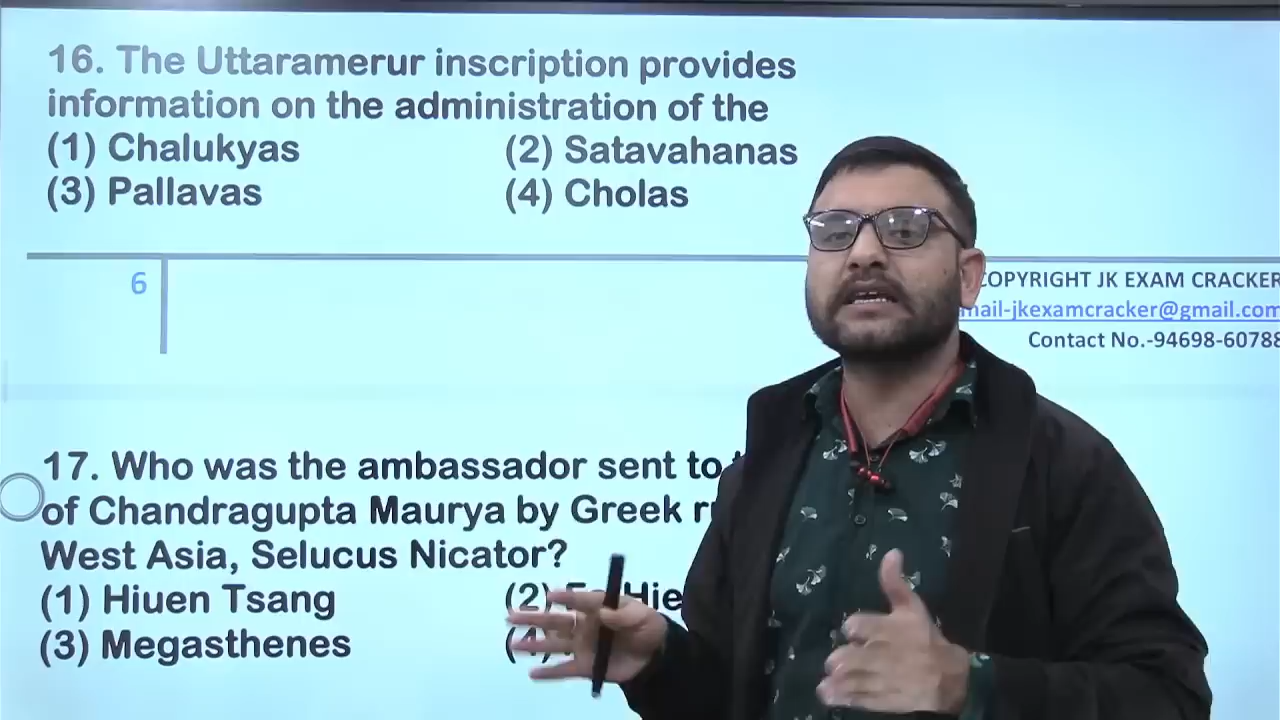 16. The Uttaramerur inscription provides
information on the administration of the
(1) Chalukyas (2) Satavahanas
(3) Pallavas (4) Cholas
6
COPYRIGHT JK EXAM CRACKER
mail-jkexamcracker@gmail.com
Contact No.-94698-60788
17. Who was the ambassador sent to
of Chandragupta Maurya by Greek
West Asia, Selucus Nicator?
(1) Hiuen Tsang (2) Hie
(3) Megasthenes (4)